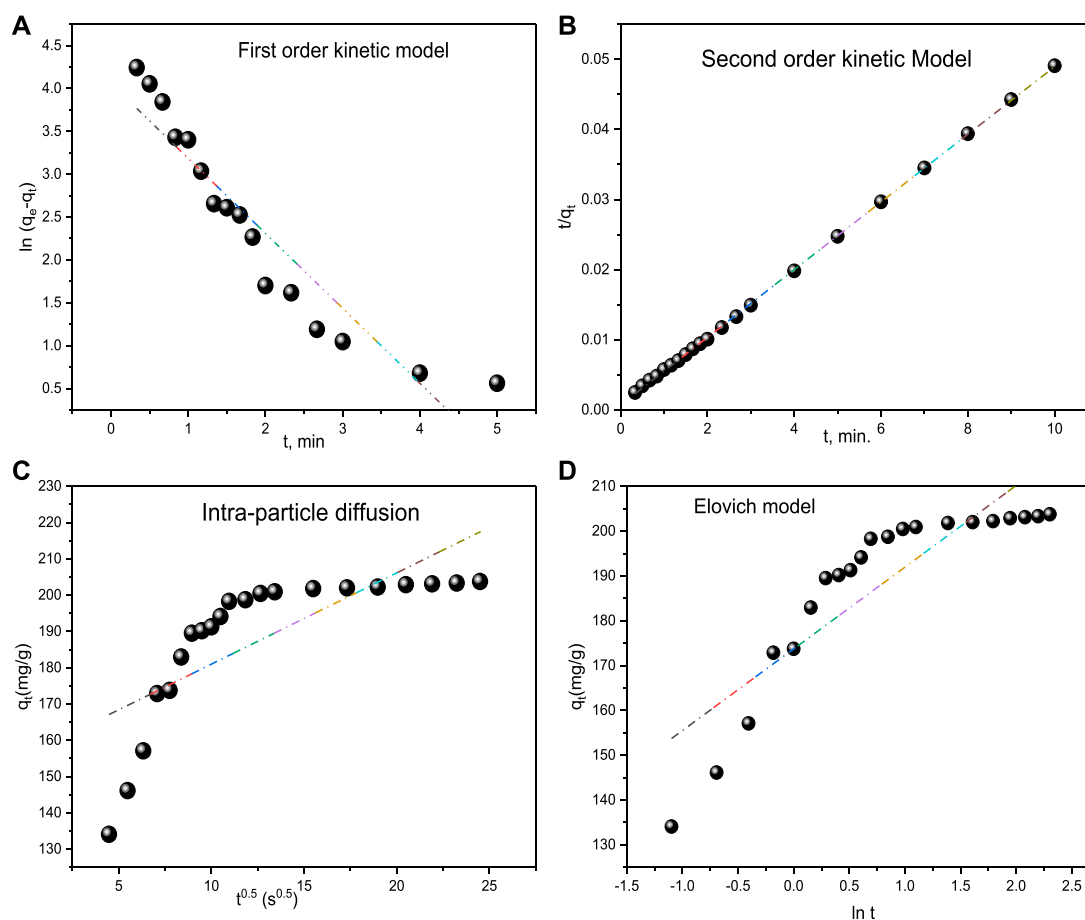 A
First order kinetic model
4.5
4.0
3.5
3.0
2.5
2.0
1.5
1.0
0.5
ln (qe-qt)
0 1 2 3 4 5
t, min
B
Second order kinetic Model
0.05
0.04
0.03
0.02
0.01
0.00
t/qt
0 2 4 6 8 10
t, min.
C
Intra-particle diffusion
230
220
210
200
190
180
170
160
150
140
130
qt(mg/g)
5 10 15 20 25
t0.5 (s0.5)
D
Elovich model
210
200
190
180
170
160
150
140
130
qt(mg/g)
-1.5 -1.0 -0.5 0.0 0.5 1.0 1.5 2.0 2.5
ln t